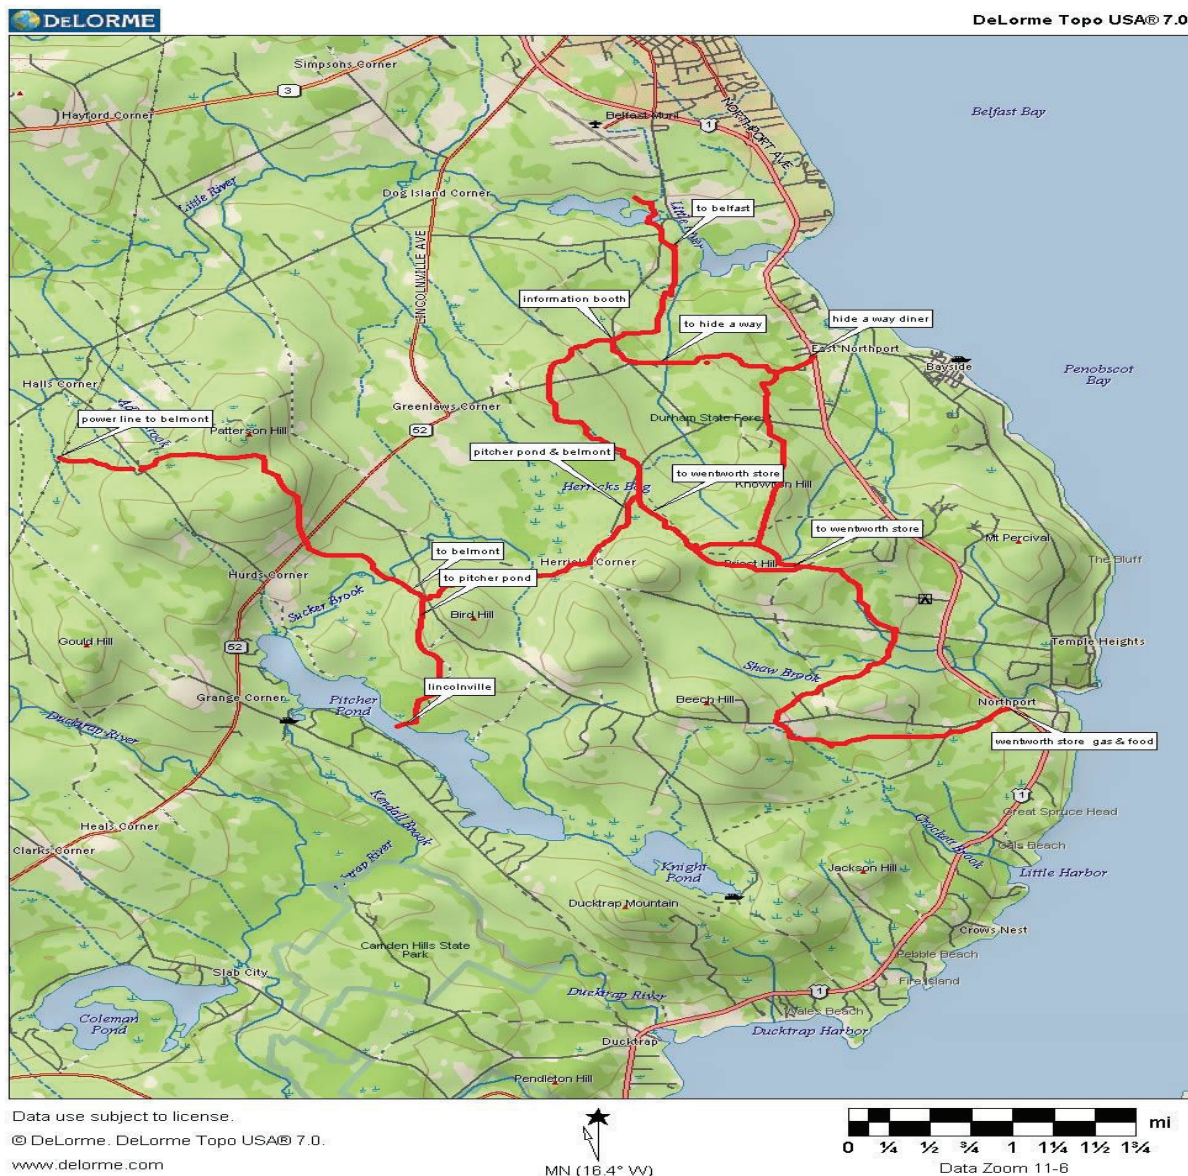 DELORME
DeLorme Topo USA® 7.0
Simpsons Corner
3
Hayford Corner
Belfast Muni
1
NORTHPORT AVE
Belfast Bay
Little River
Dog Island Corner
Little River
to belfast
LINCOLNVILLE AVE
information booth
to hide a way
hide a way diner
East Northport
Bayside
Penobscot
Bay
Halls Corner
power line to belmont
Patterson Hill
Greenlaws Corner
52
Durham State Forest
pitcher pond & belmont
to wentworth store
Herricks Bog
Knowlton Hill
to wentworth store
Mt Percival
The Bluff
to belmont
Herricks Corner
Priest Hill
Hurds Corner
to pitcher pond
Sucker Brook
Bird Hill
Gould Hill
52
Temple Heights
Shaw Brook
lincolnville
Grange Corner
Pitcher
Pond
Beech Hill
Northport
Ducktrap River
wentworth store gas & food
Kendall Brook
1
Great Spruce Head
Heals Corner
Crockett Brook
Gals Beach
Clarks Corner
Knight
Pond
Jackson Hill
Little Harbor
Ducktrap Mountain
Crows Nest
Camden Hills State
Park
Pebble Beach
Slab City
Fire Island
Ducktrap River
1
Wales Beach
Coleman
Pond
Ducktrap Harbor
Ducktrap
Pendleton Hill
Data use subject to license.
© DeLorme. DeLorme Topo USA® 7.0.
www.delorme.com
MN (16.4° W)
mi
0 ¼ ½ ¾ 1 1¼ 1½ 1¾
Data Zoom 11-6